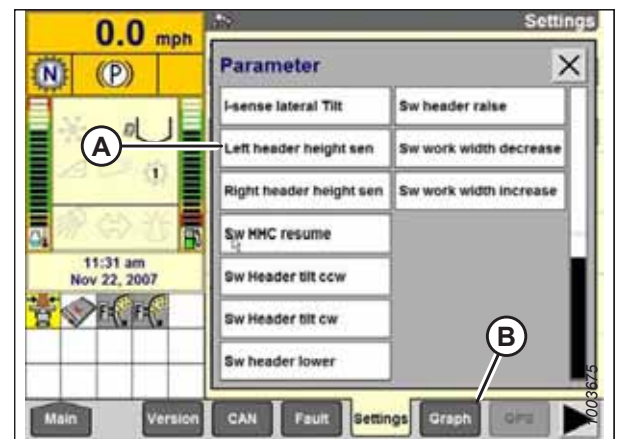 0.0 mph
Settings
N
(P)
Parameter
I-sense lateral Tilt
Sw header raise
A
Left header height sen
Sw work width decrease
1
Right header height sen
Sw work width increase
Sw HHC resume
11:31 am
Nov 22, 2007
Sw Header tilt ccw
Sw Header tilt cw
B
Sw header lower
1003675
Main
Version
CAN
Fault
Settings
Graph
GPS